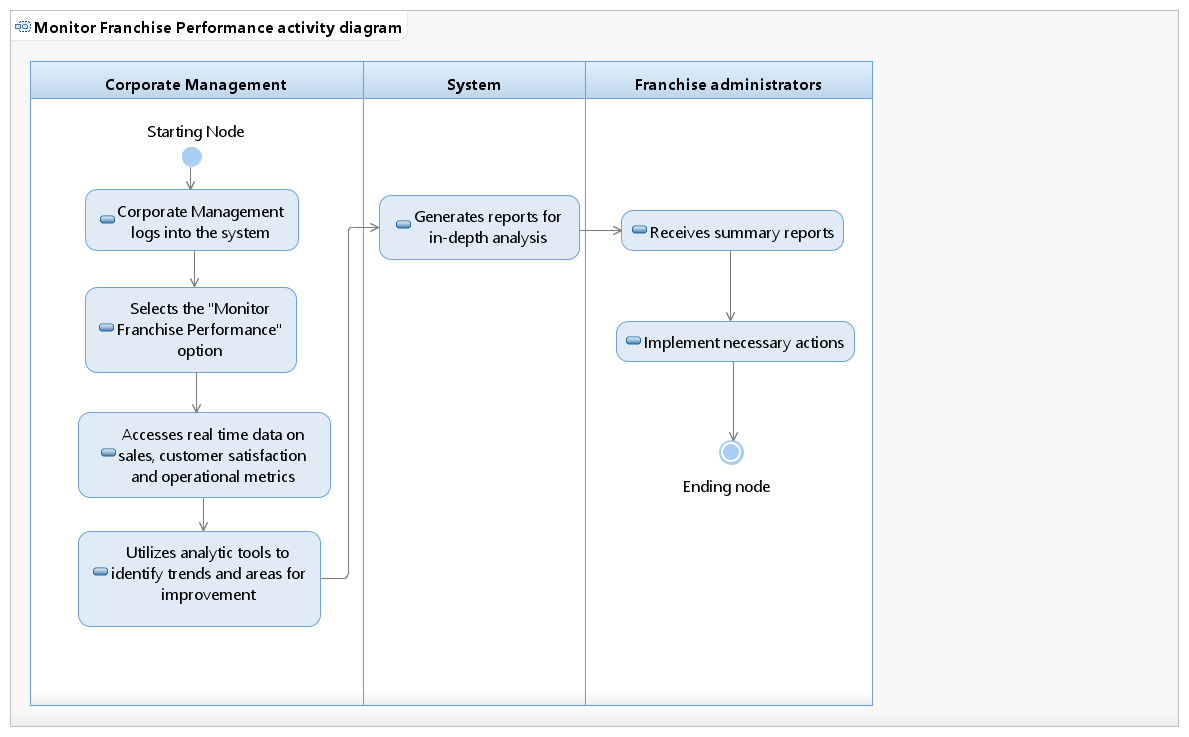 Monitor Franchise Performance activity diagram
Corporate Management
System
Franchise administrators
Starting Node
Corporate Management
logs into the system
Selects the "Monitor
Franchise Performance"
option
Accesses real time data on
sales, customer satisfaction
and operational metrics
Utilizes analytic tools to
identify trends and areas for
improvement
Generates reports for
in-depth analysis
Receives summary reports
Implement necessary actions
Ending node